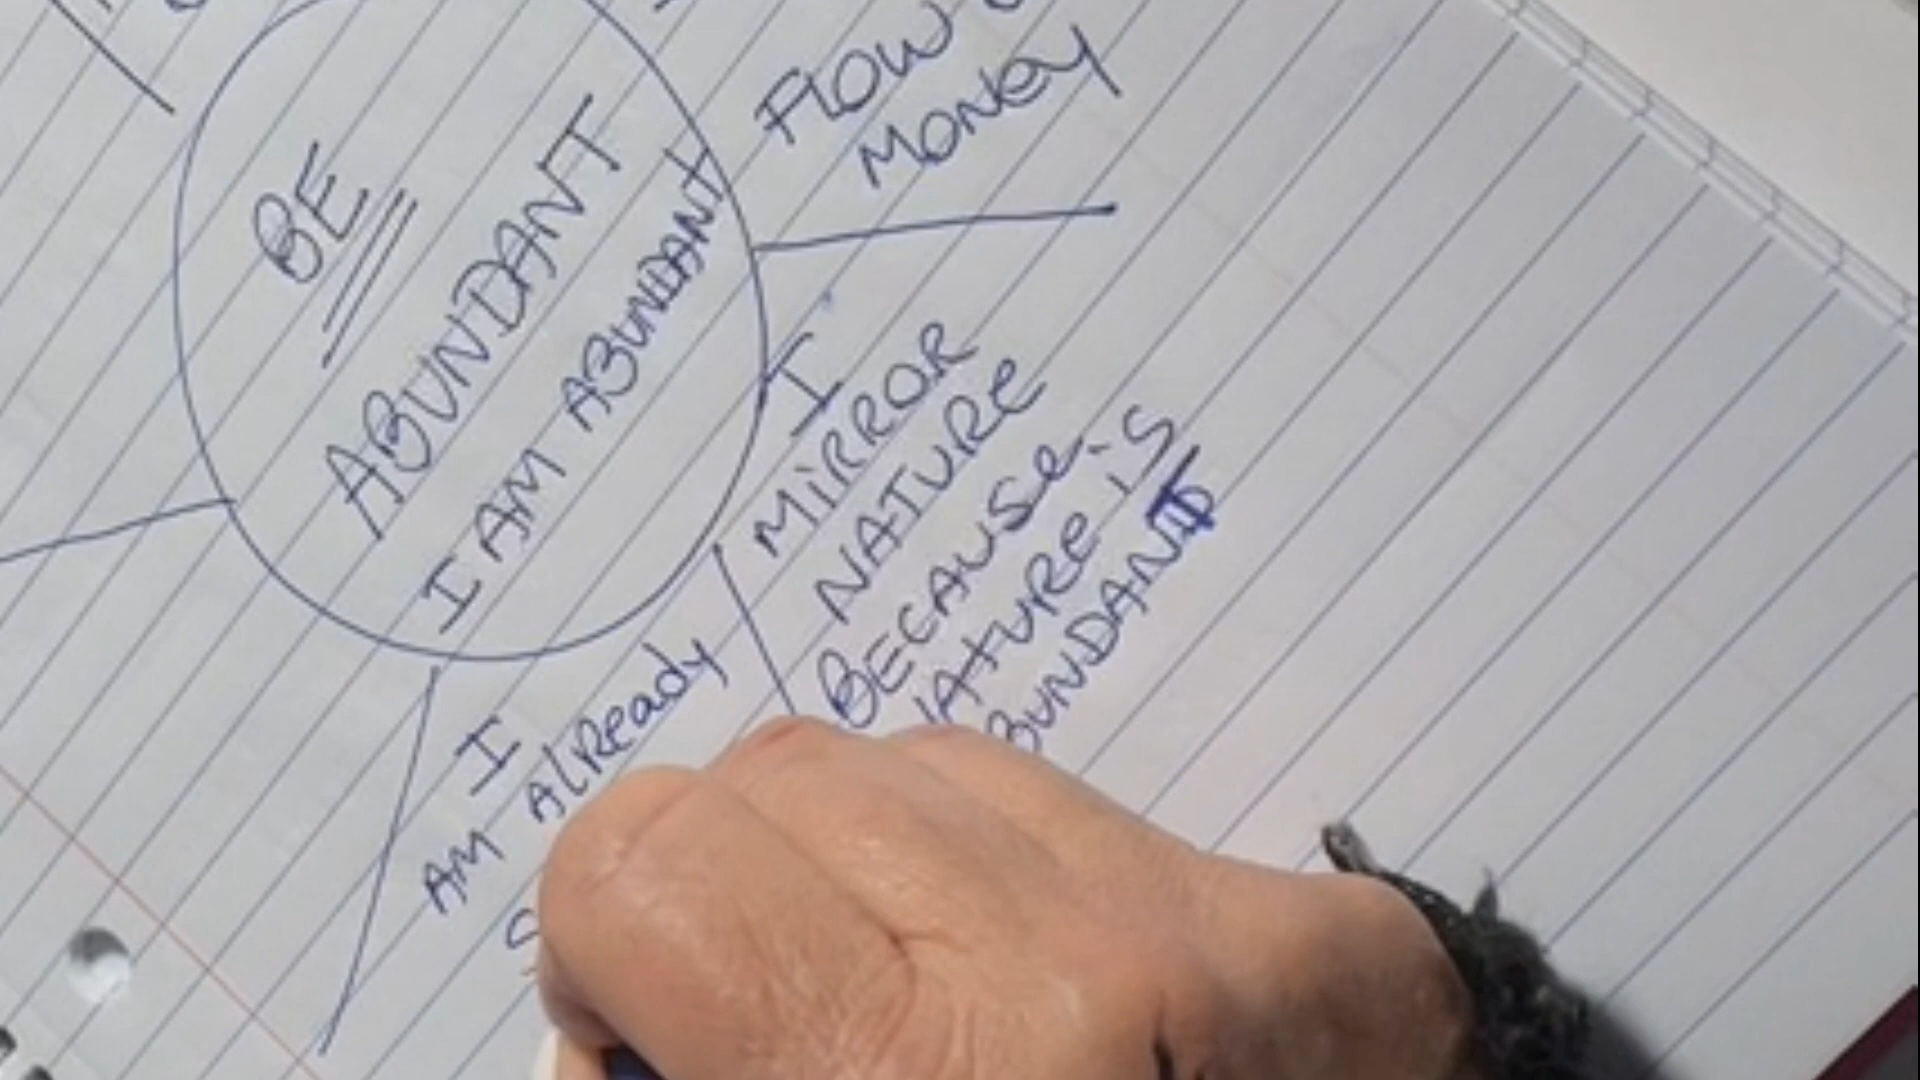 BE
ABUNDANT
I AM ABUNDANT
FLOW
MONEY
I
MIRROR
NATURE
BECAUSE
NATURE is
ABUNDANT
I
AM AlReady